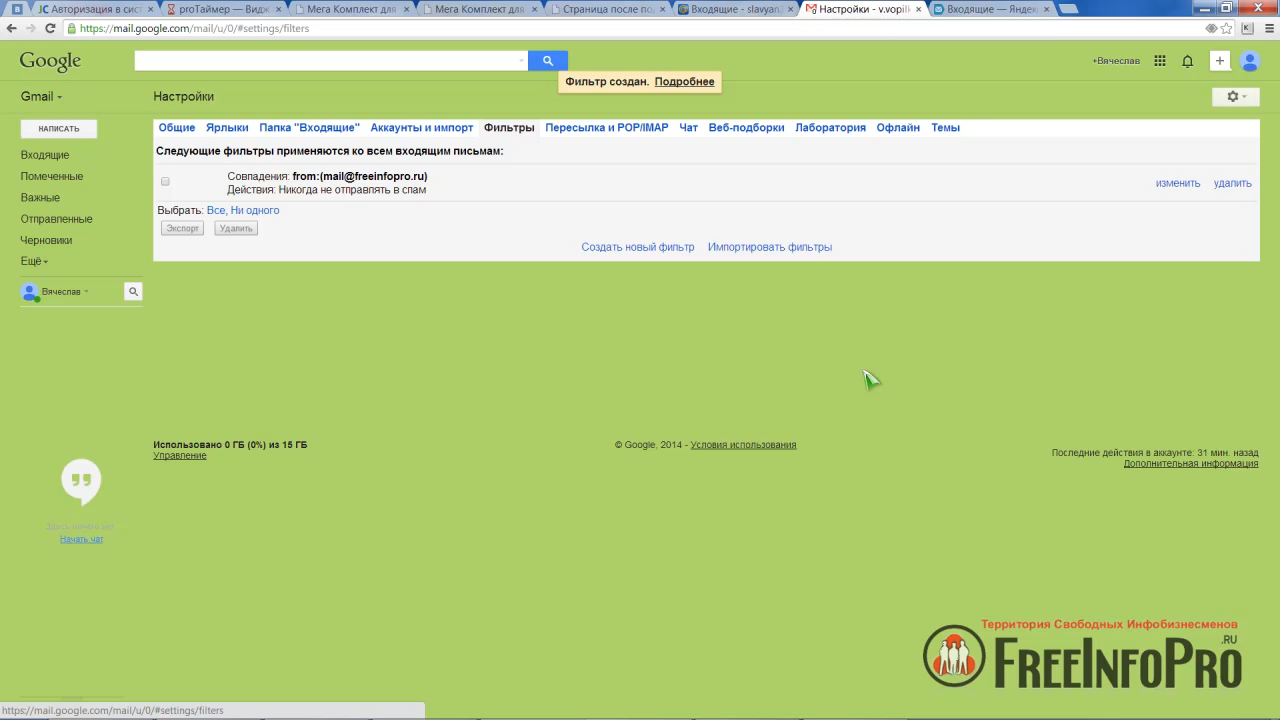 Авторизация в сист
proТаймер — Видж
Мега Комплект для
Мега Комплект для
Страница после по
Входящие - slavyan
Настройки - v.vopil
Входящие — Яндек
https://mail.google.com/mail/u/0/#settings/filters
Google
+Вячеслав
Фильтр создан. Подробнее
Gmail
Настройки
НАПИСАТЬ
Общие Ярлыки Папка "Входящие" Аккаунты и импорт Фильтры Пересылка и POP/IMAP Чат Веб-подборки Лаборатория Офлайн Темы
Следующие фильтры применяются ко всем входящим письмам:
Входящие
Помеченные
Важные
Отправленные
Черновики
Ещё
Вячеслав
Совпадения: from:(mail@freeinfopro.ru)
Действия: Никогда не отправлять в спам
изменить удалить
Выбрать: Все, Ни одного
Экспорт Удалить
Создать новый фильтр Импортировать фильтры
Использовано 0 ГБ (0%) из 15 ГБ
Управление
© Google, 2014 - Условия использования
Последние действия в аккаунте: 31 мин. назад
Дополнительная информация
Начать чат
Территория Свободных Инфобизнесменов
FREEINFOPRO
.RU
https://mail.google.com/mail/u/0/#settings/filters